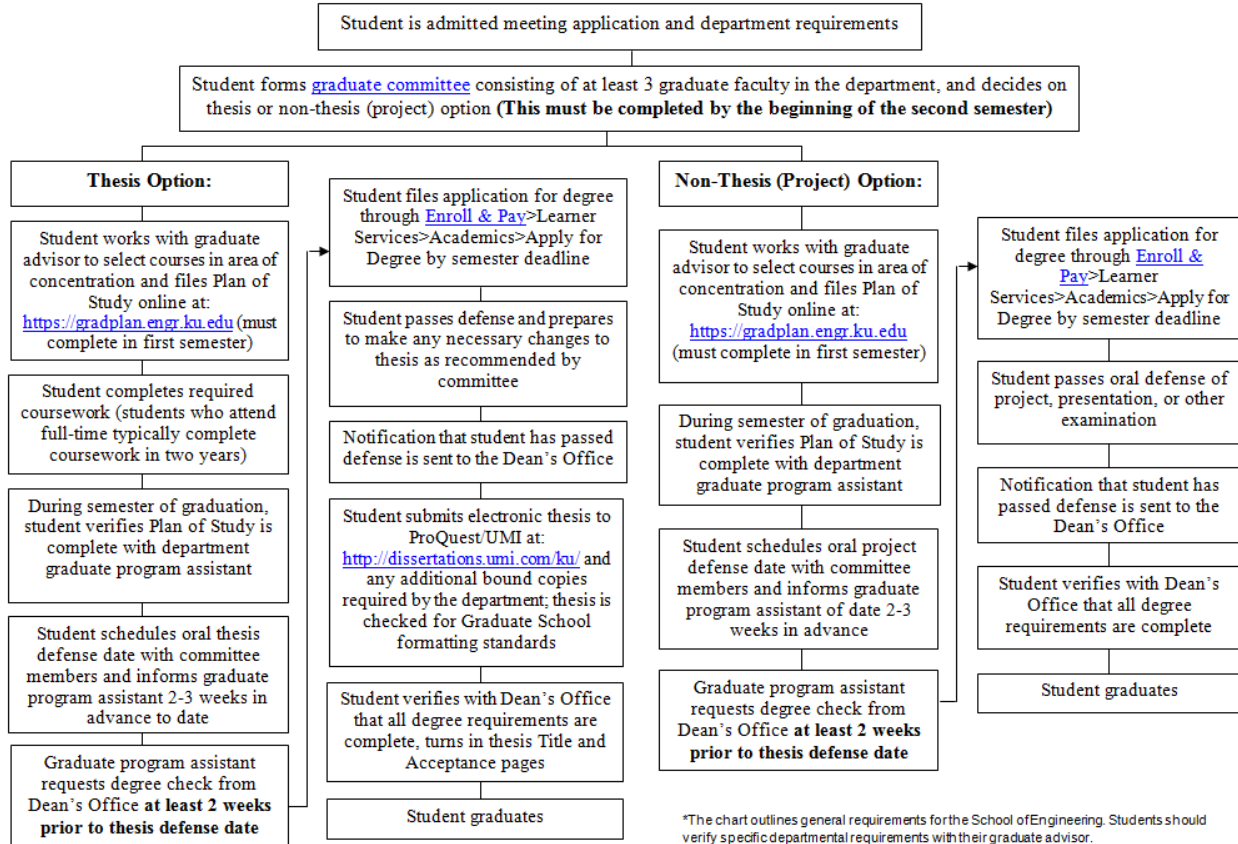 Student is admitted meeting application and department requirements
Student forms graduate committee consisting of at least 3 graduate faculty in the department, and decides on
thesis or non-thesis (project) option (This must be completed by the beginning of the second semester)
Thesis Option:
Student works with graduate
advisor to select courses in area of
concentration and files Plan of
Study online at:
https://gradplan.engr.ku.edu (must
complete in first semester)
Student completes required
coursework (students who attend
full-time typically complete
coursework in two years)
During semester of graduation,
student verifies Plan of Study is
complete with department
graduate program assistant
Student schedules oral thesis
defense date with committee
members and informs graduate
program assistant 2-3 weeks in
advance to date
Graduate program assistant
requests degree check from
Dean's Office at least 2 weeks
prior to thesis defense date
Student files application for degree
through Enroll & Pay>Learner
Services>Academics>Apply for
Degree by semester deadline
Student passes defense and prepares
to make any necessary changes to
thesis as recommended by
committee
Notification that student has passed
defense is sent to the Dean's Office
Student submits electronic thesis to
ProQuest/UMI at:
http://dissertations.umi.com/ku/ and
any additional bound copies
required by the department; thesis is
checked for Graduate School
formatting standards
Student verifies with Dean's Office
that all degree requirements are
complete, turns in thesis Title and
Acceptance pages
Student graduates
Non-Thesis (Project) Option:
Student works with graduate
advisor to select courses in area of
concentration and files Plan of
Study online at:
https://gradplan.engr.ku.edu
(must complete in first semester)
During semester of graduation,
student verifies Plan of Study is
complete with department
graduate program assistant
Student schedules oral project
defense date with committee
members and informs graduate
program assistant of date 2-3
weeks in advance
Graduate program assistant
requests degree check from
Dean's Office at least 2 weeks
prior to thesis defense date
Student files application for
degree through Enroll &
Pay>Learner
Services>Academics>Apply for
Degree by semester deadline
Student passes oral defense of
project, presentation, or other
examination
Notification that student has
passed defense is sent to
the Dean's Office
Student verifies with Dean's
Office that all degree
requirements are complete
Student graduates
*The chart outlines general requirements for the School of Engineering. Students should
verify specific departmental requirements with their graduate advisor.